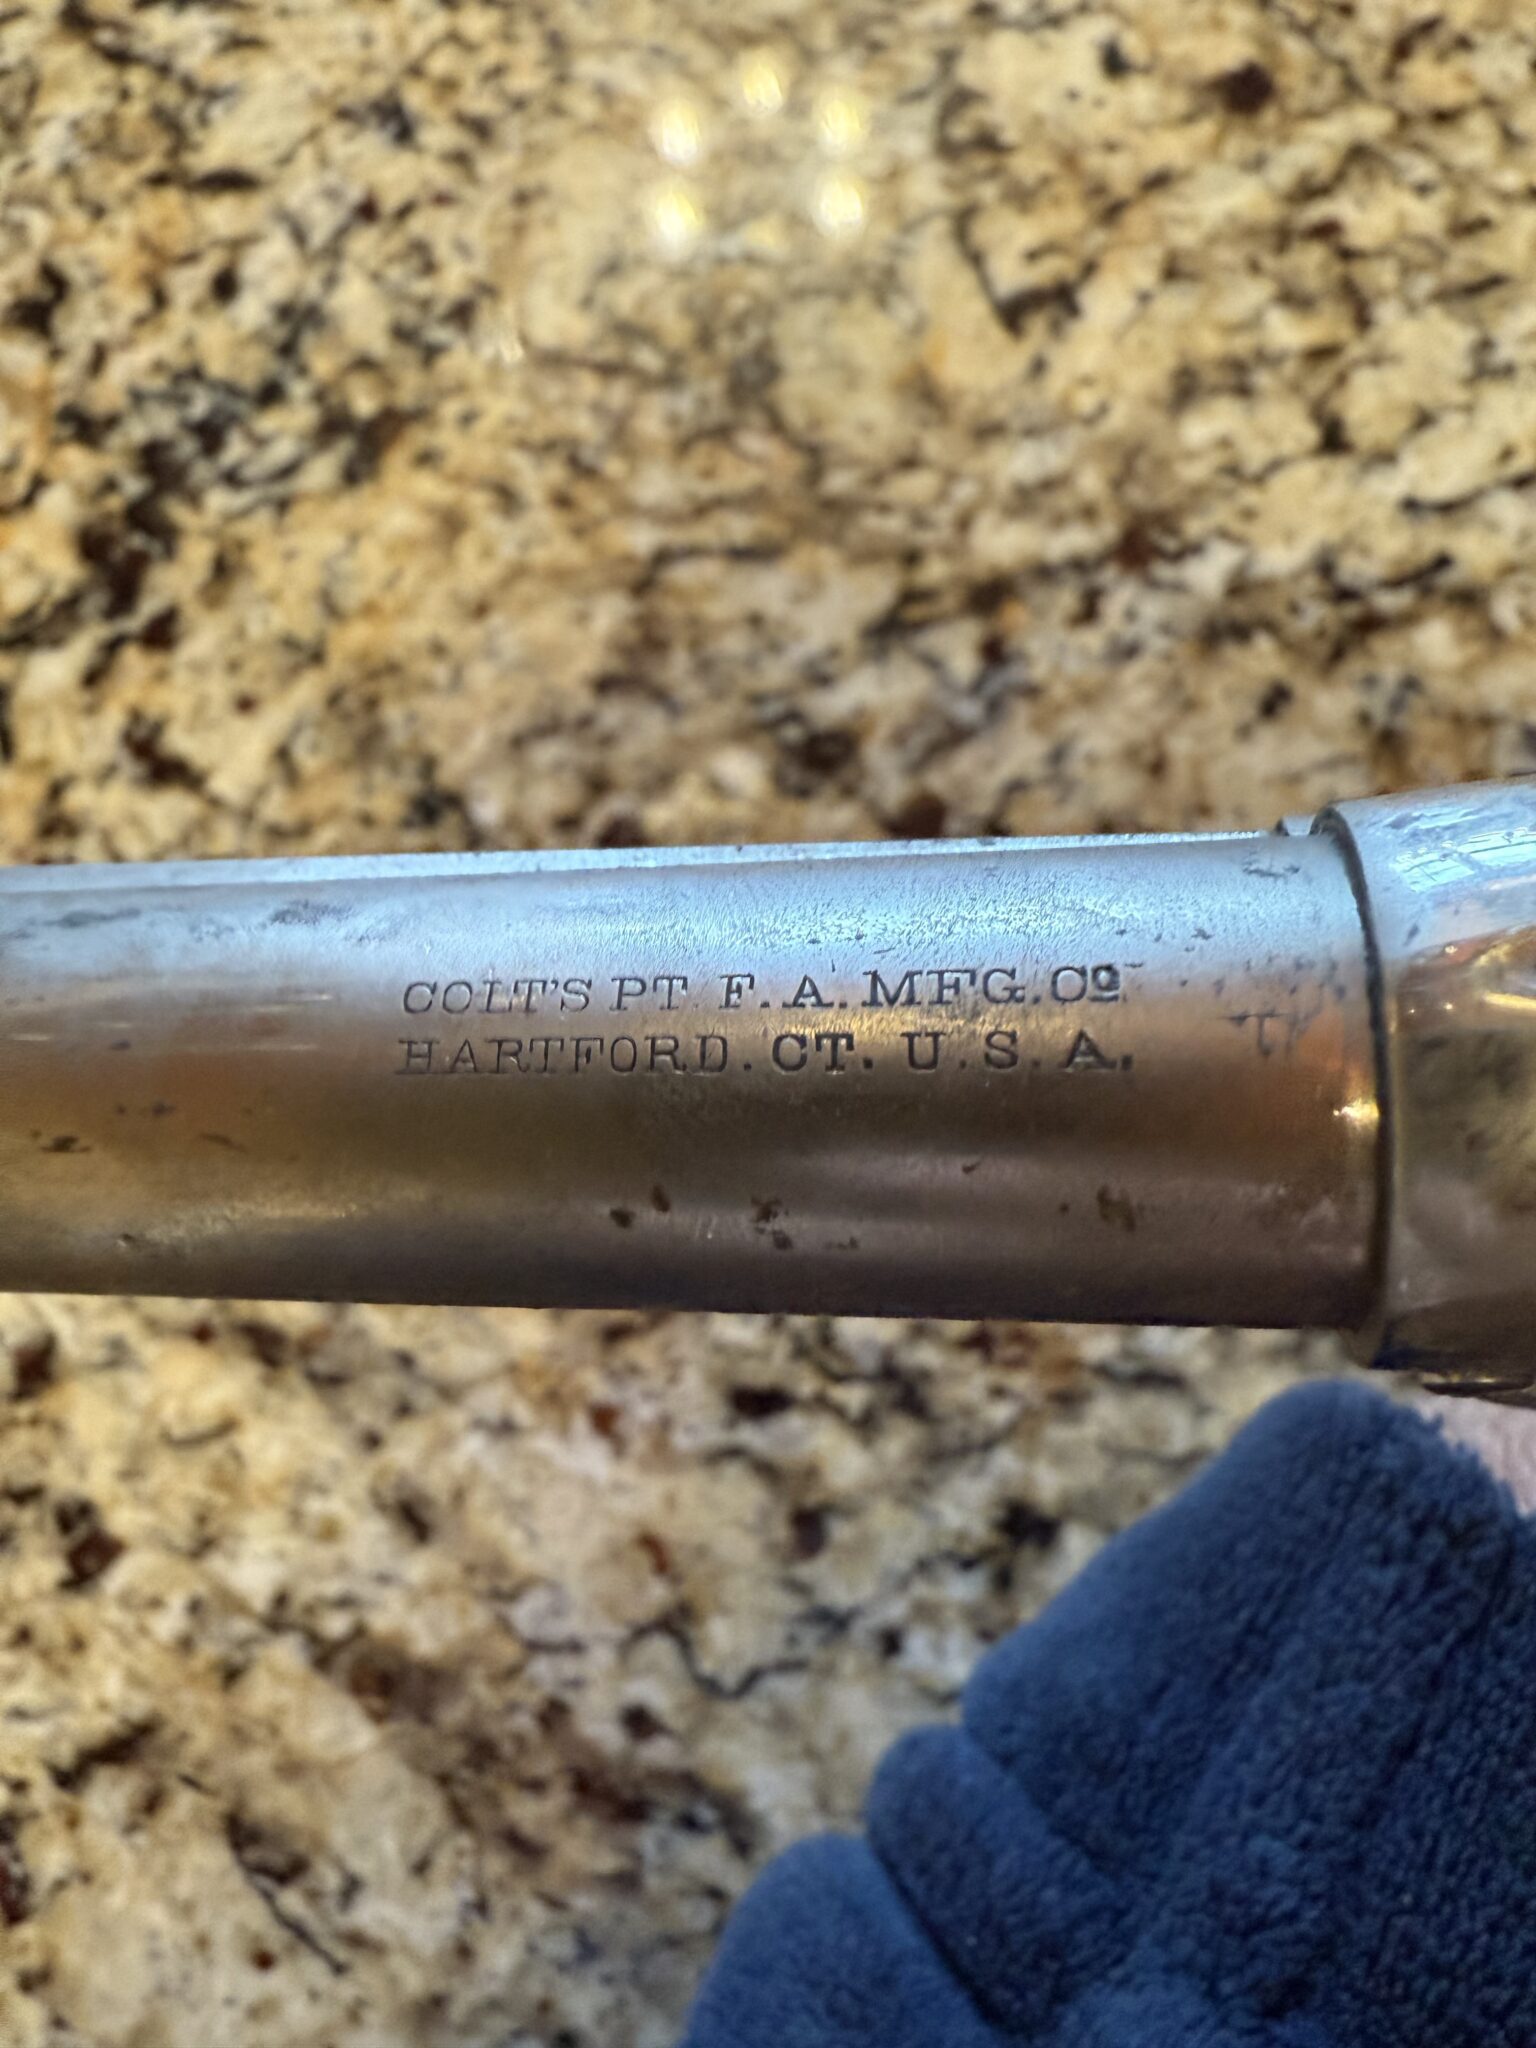 COLT'S PT. F. A. MFG. Cº
HARTFORD. CT. U. S. A.